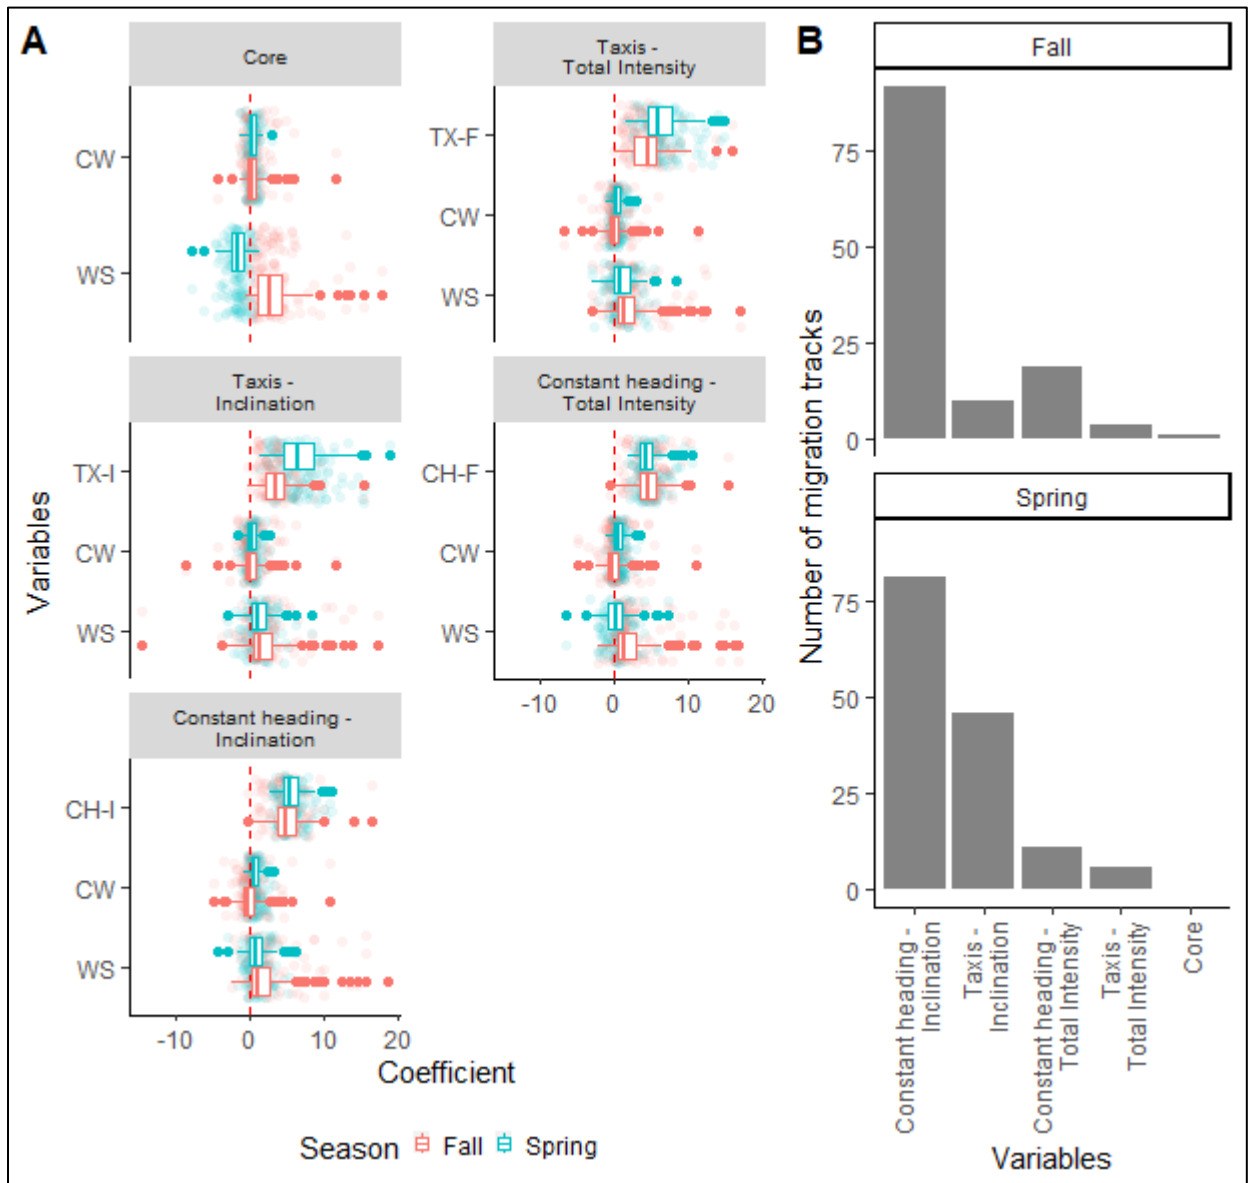 A
Core
CW
WS
Taxis -
Total Intensity
TX-F
CW
WS
Taxis -
Inclination
TX-I
CW
WS
Constant heading -
Total Intensity
CH-F
CW
WS
-10 0 10 20
Constant heading -
Inclination
CH-I
CW
WS
-10 0 10 20
Variables
Coefficient
Season Fall Spring
B
Fall
75
50
25
0
Spring
75
50
25
0
Number of migration tracks
Constant heading -
Inclination
Taxis -
Inclination
Constant heading -
Total Intensity
Taxis -
Total Intensity
Core
Variables